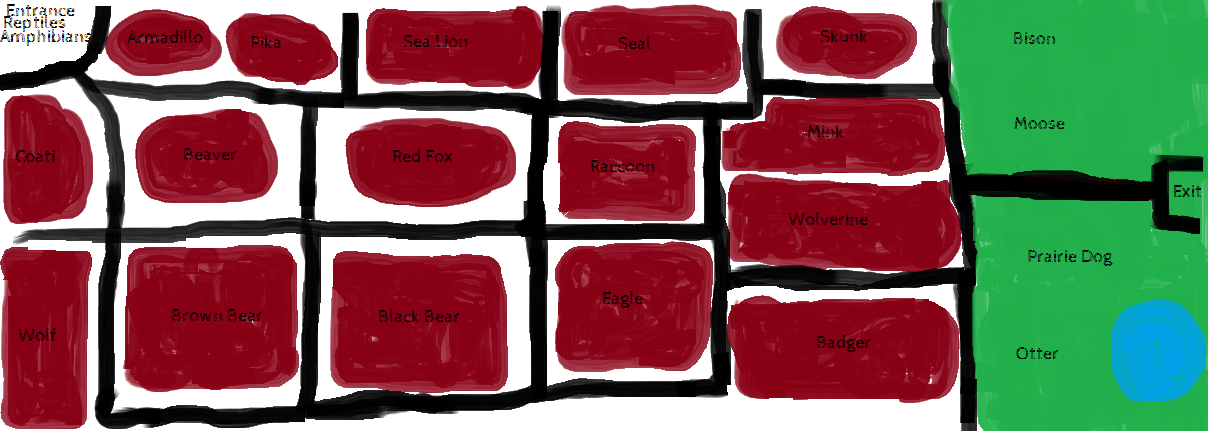 Entrance
Reptiles
Amphibians
Armadillo
Pika
Sea Lion
Seal
Skunk
Bison
Coati
Beaver
Red Fox
Raccoon
Mink
Moose
Wolverine
Exit
Wolf
Brown Bear
Black Bear
Eagle
Badger
Prairie Dog
Otter